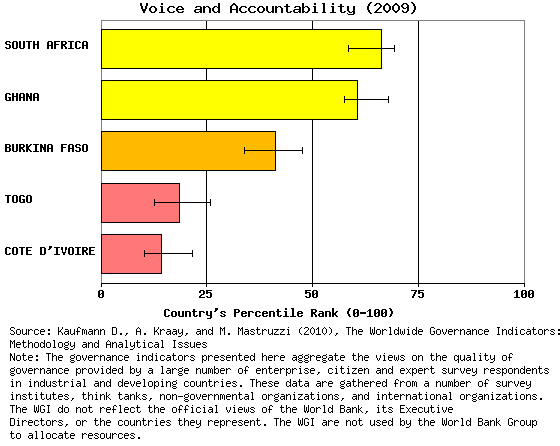 Voice and Accountability (2009)
SOUTH AFRICA
GHANA
BURKINA FASO
TOGO
COTE D'IVOIRE
0 25 50 75 100
Country's Percentile Rank (0-100)
Source: Kaufmann D., A. Kraay, and M. Mastruzzi (2010), The Worldwide Governance Indicators:
Methodology and Analytical Issues
Note: The governance indicators presented here aggregate the views on the quality of
governance provided by a large number of enterprise, citizen and expert survey respondents
in industrial and developing countries. These data are gathered from a number of survey
institutes, think tanks, non-governmental organizations, and international organizations.
The WGI do not reflect the official views of the World Bank, its Executive
Directors, or the countries they represent. The WGI are not used by the World Bank Group
to allocate resources.